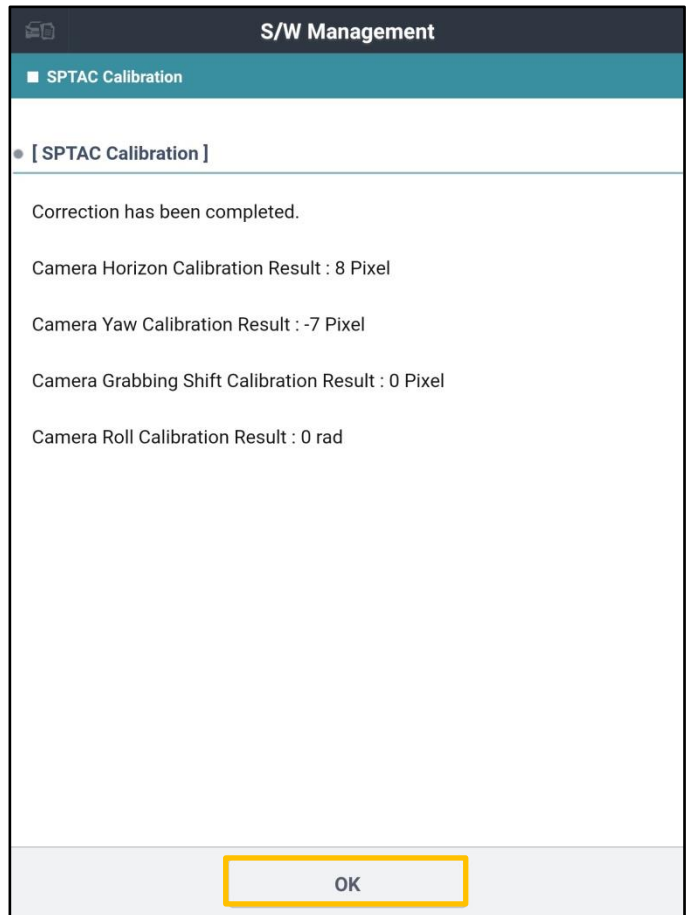 S/W Management
■ SPTAC Calibration
● [ SPTAC Calibration ]
Correction has been completed.
Camera Horizon Calibration Result : 8 Pixel
Camera Yaw Calibration Result : -7 Pixel
Camera Grabbing Shift Calibration Result : 0 Pixel
Camera Roll Calibration Result : 0 rad
OK